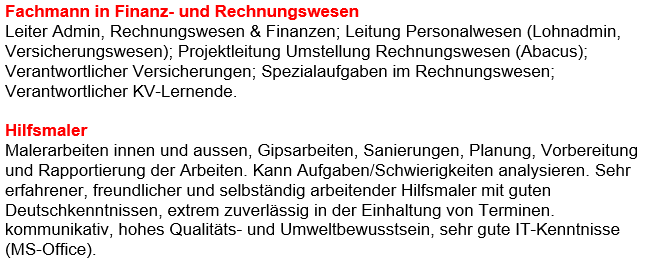 Fachmann in Finanz- und Rechnungswesen
Leiter Admin, Rechnungswesen & Finanzen; Leitung Personalwesen (Lohnadmin,
Versicherungswesen); Projektleitung Umstellung Rechnungswesen (Abacus);
Verantwortlicher Versicherungen; Spezialaufgaben im Rechnungswesen;
Verantwortlicher KV-Lernende.
Hilfsmaler
Malerarbeiten innen und aussen, Gipsarbeiten, Sanierungen, Planung, Vorbereitung
und Rapportierung der Arbeiten. Kann Aufgaben/Schwierigkeiten analysieren. Sehr
erfahrener, freundlicher und selbständig arbeitender Hilfsmaler mit guten
Deutschkenntnissen, extrem zuverlässig in der Einhaltung von Terminen.
kommunikativ, hohes Qualitäts- und Umweltbewusstsein, sehr gute IT-Kenntnisse
(MS-Office).